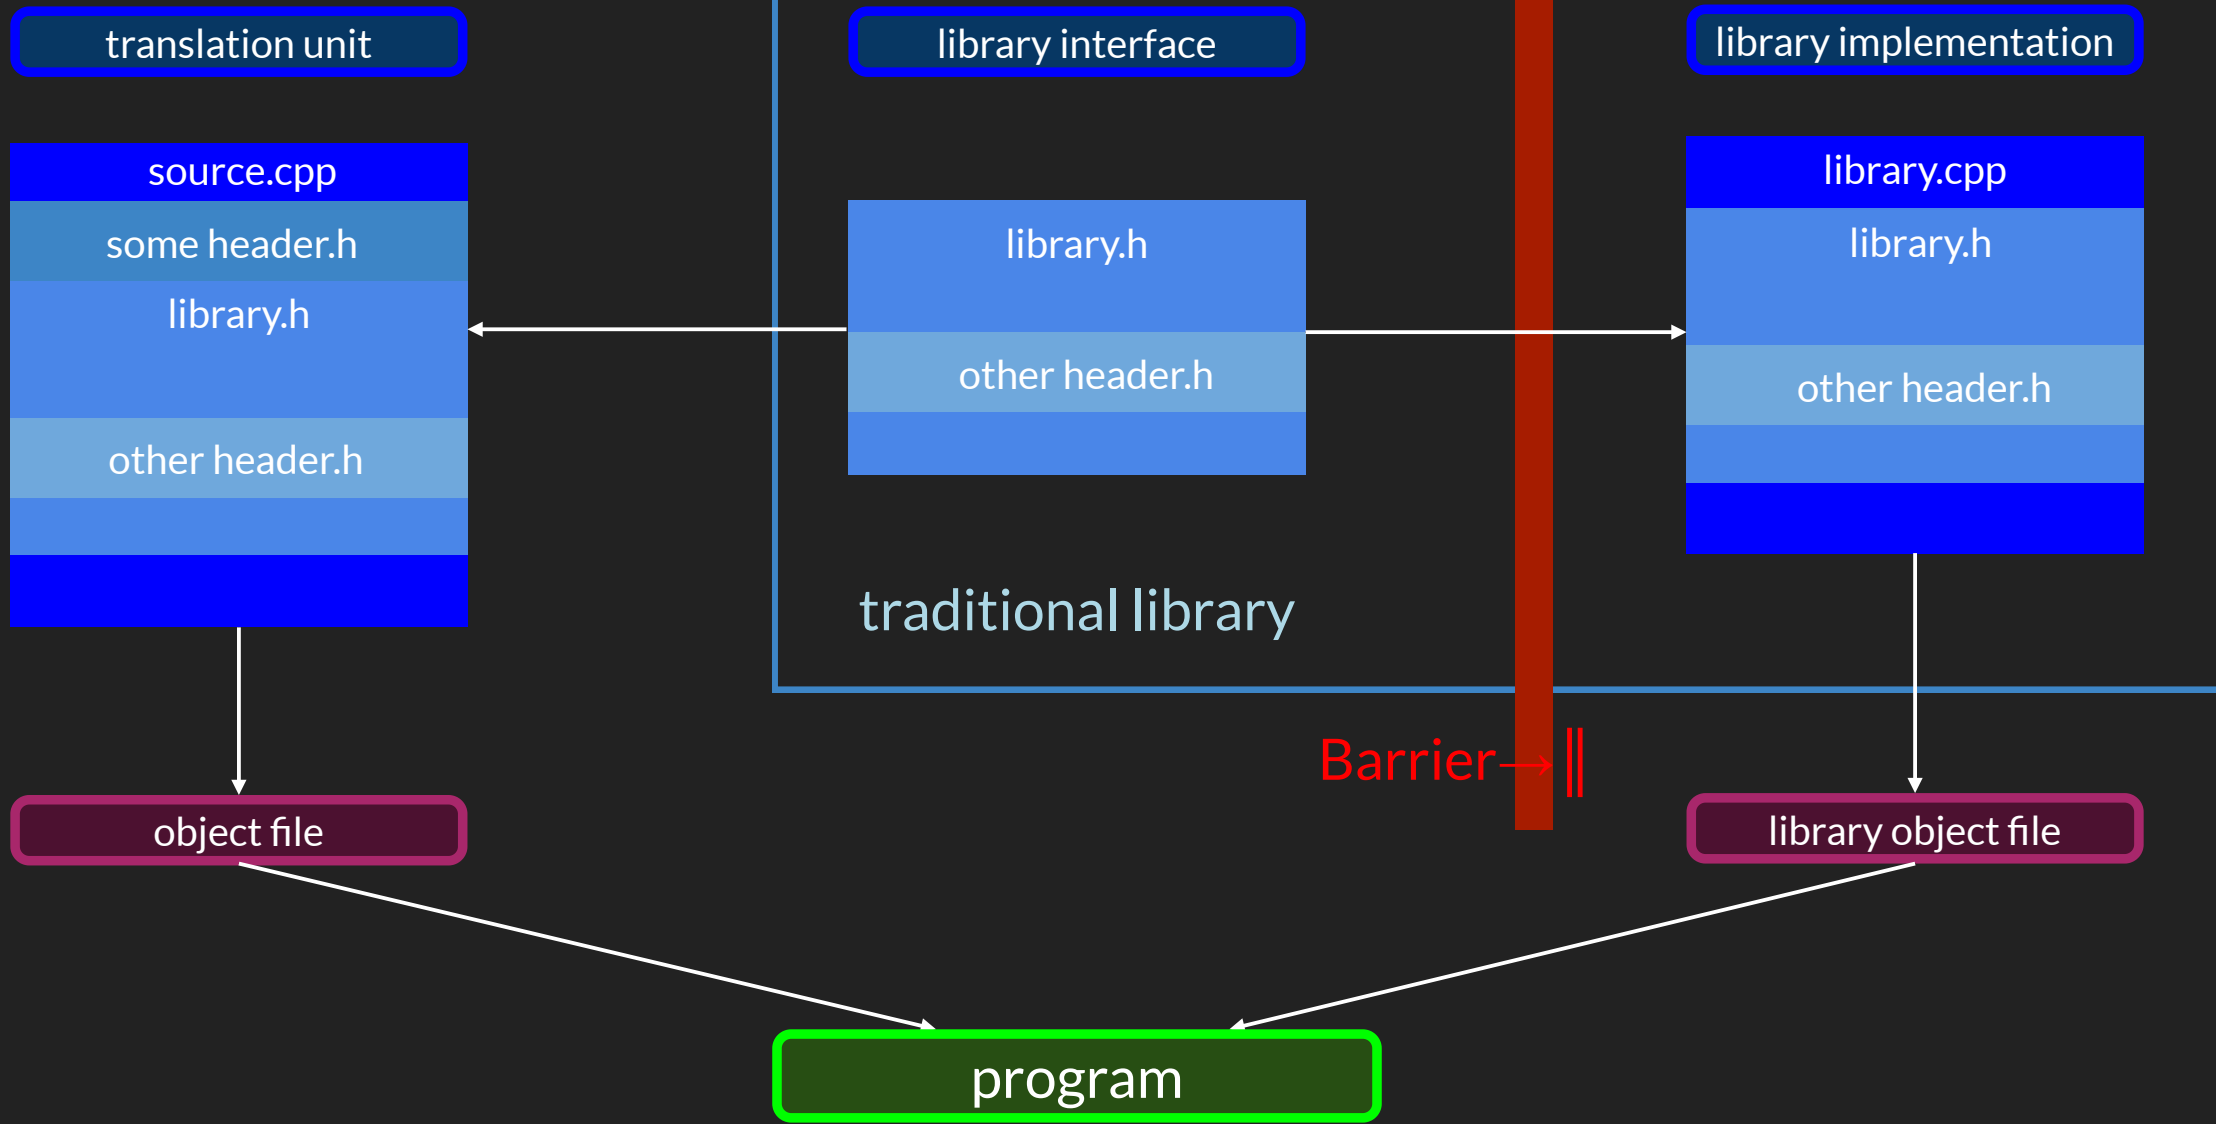 translation unit
library interface
library implementation
source.cpp
some header.h
library.h
other header.h
library.h
other header.h
library.cpp
library.h
other header.h
traditional library
Barrier→||
object file
library object file
program